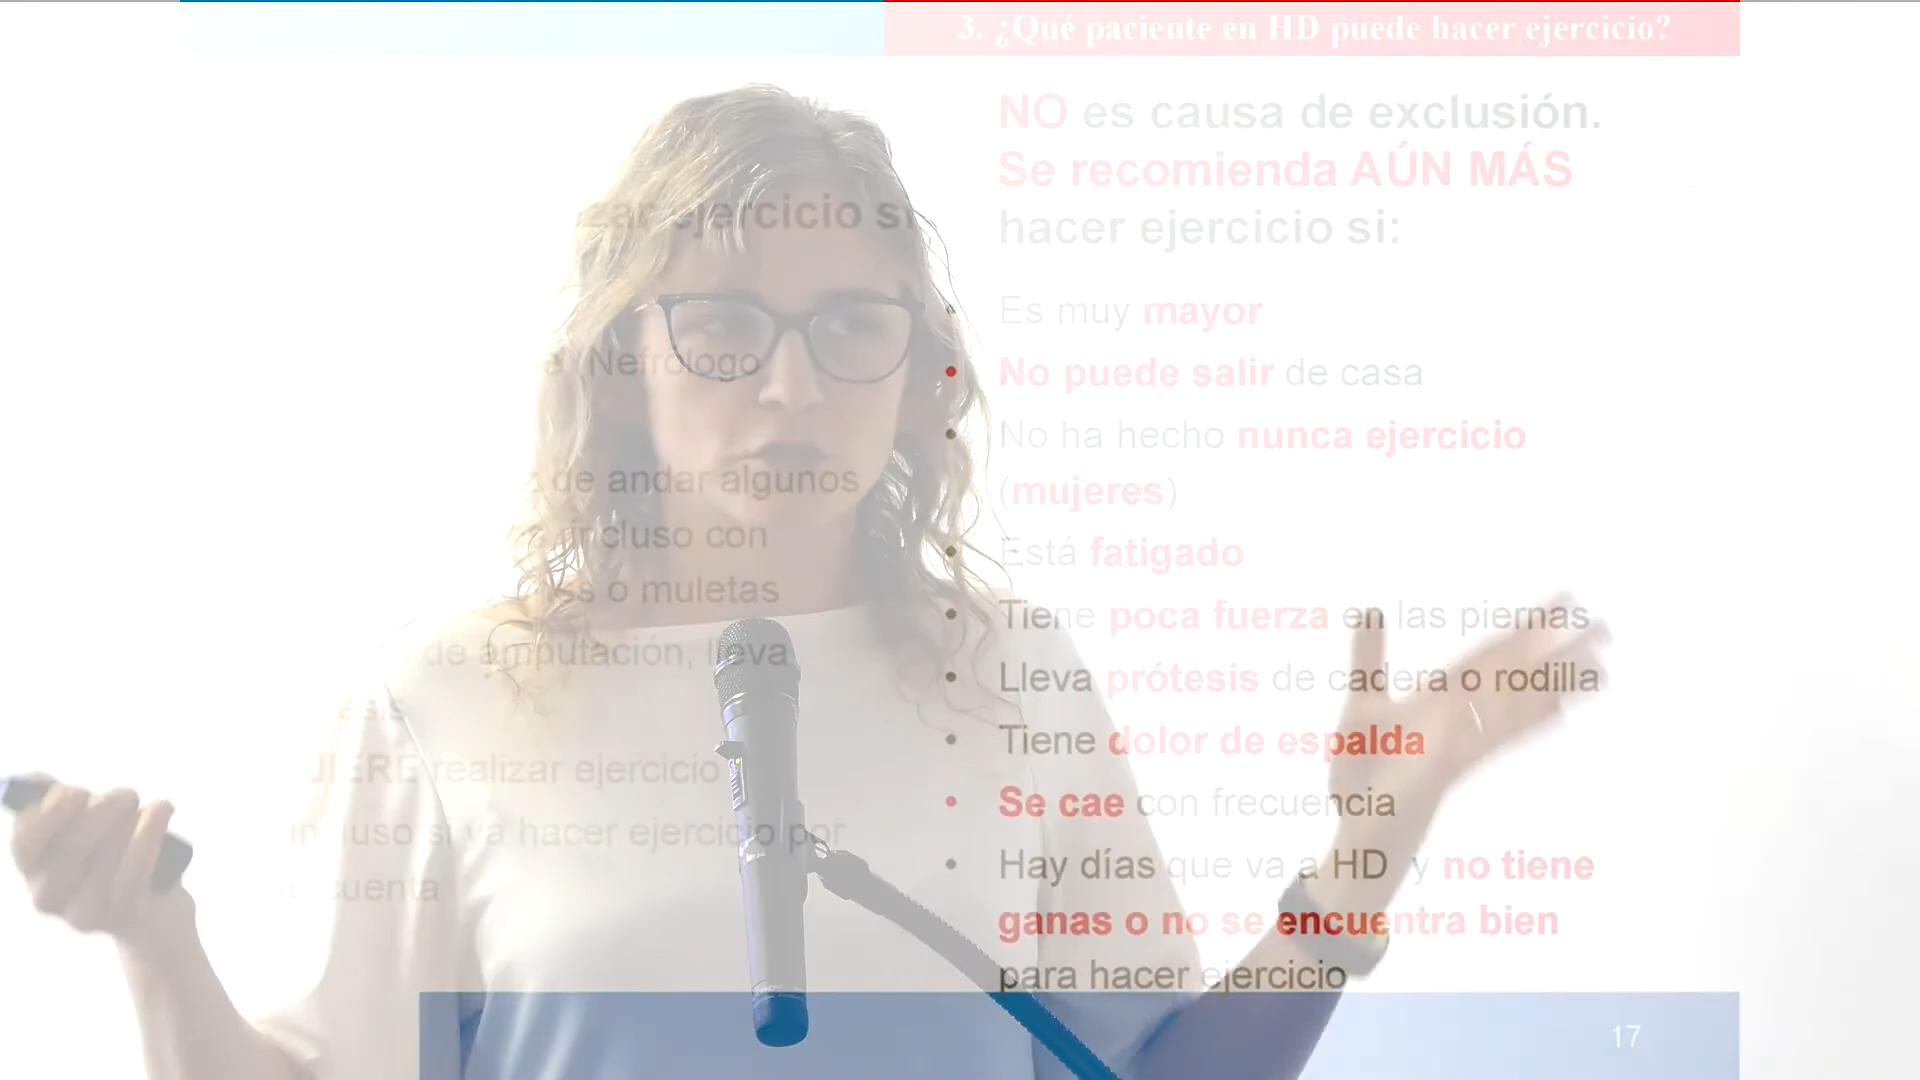 3. ¿Qué paciente en HD puede hacer ejercicio?
ejercicio si
Nefrólogo
de andar algunos
incluso con
o muletas
de amputación, lleva
realizar ejercicio
si va hacer ejercicio por
cuenta
NO es causa de exclusión.
Se recomienda AÚN MÁS
hacer ejercicio si:
Es muy mayor
• No puede salir de casa
• No ha hecho nunca ejercicio
(mujeres)
• Está fatigado
• Tiene poca fuerza en las piernas
• Lleva prótesis de cadera o rodilla
• Tiene dolor de espalda
• Se cae con frecuencia
• Hay días que va a HD y no tiene
ganas o no se encuentra bien
para hacer ejercicio
17